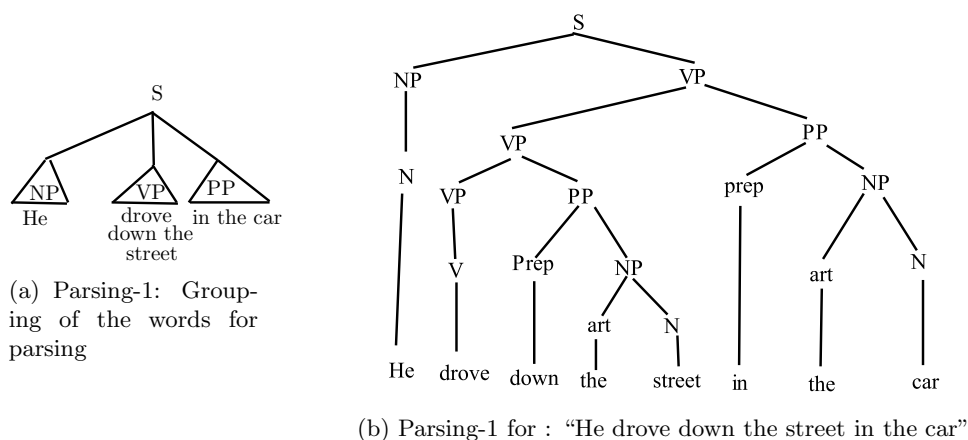 S
NP VP PP
He drove in the car
down the
street
(a) Parsing-1: Group-
ing of the words for
parsing
S
NP VP
VP PP
N VP PP prep NP
V Prep NP art N
art N
He drove down the street in the car
(b) Parsing-1 for : “He drove down the street in the car”